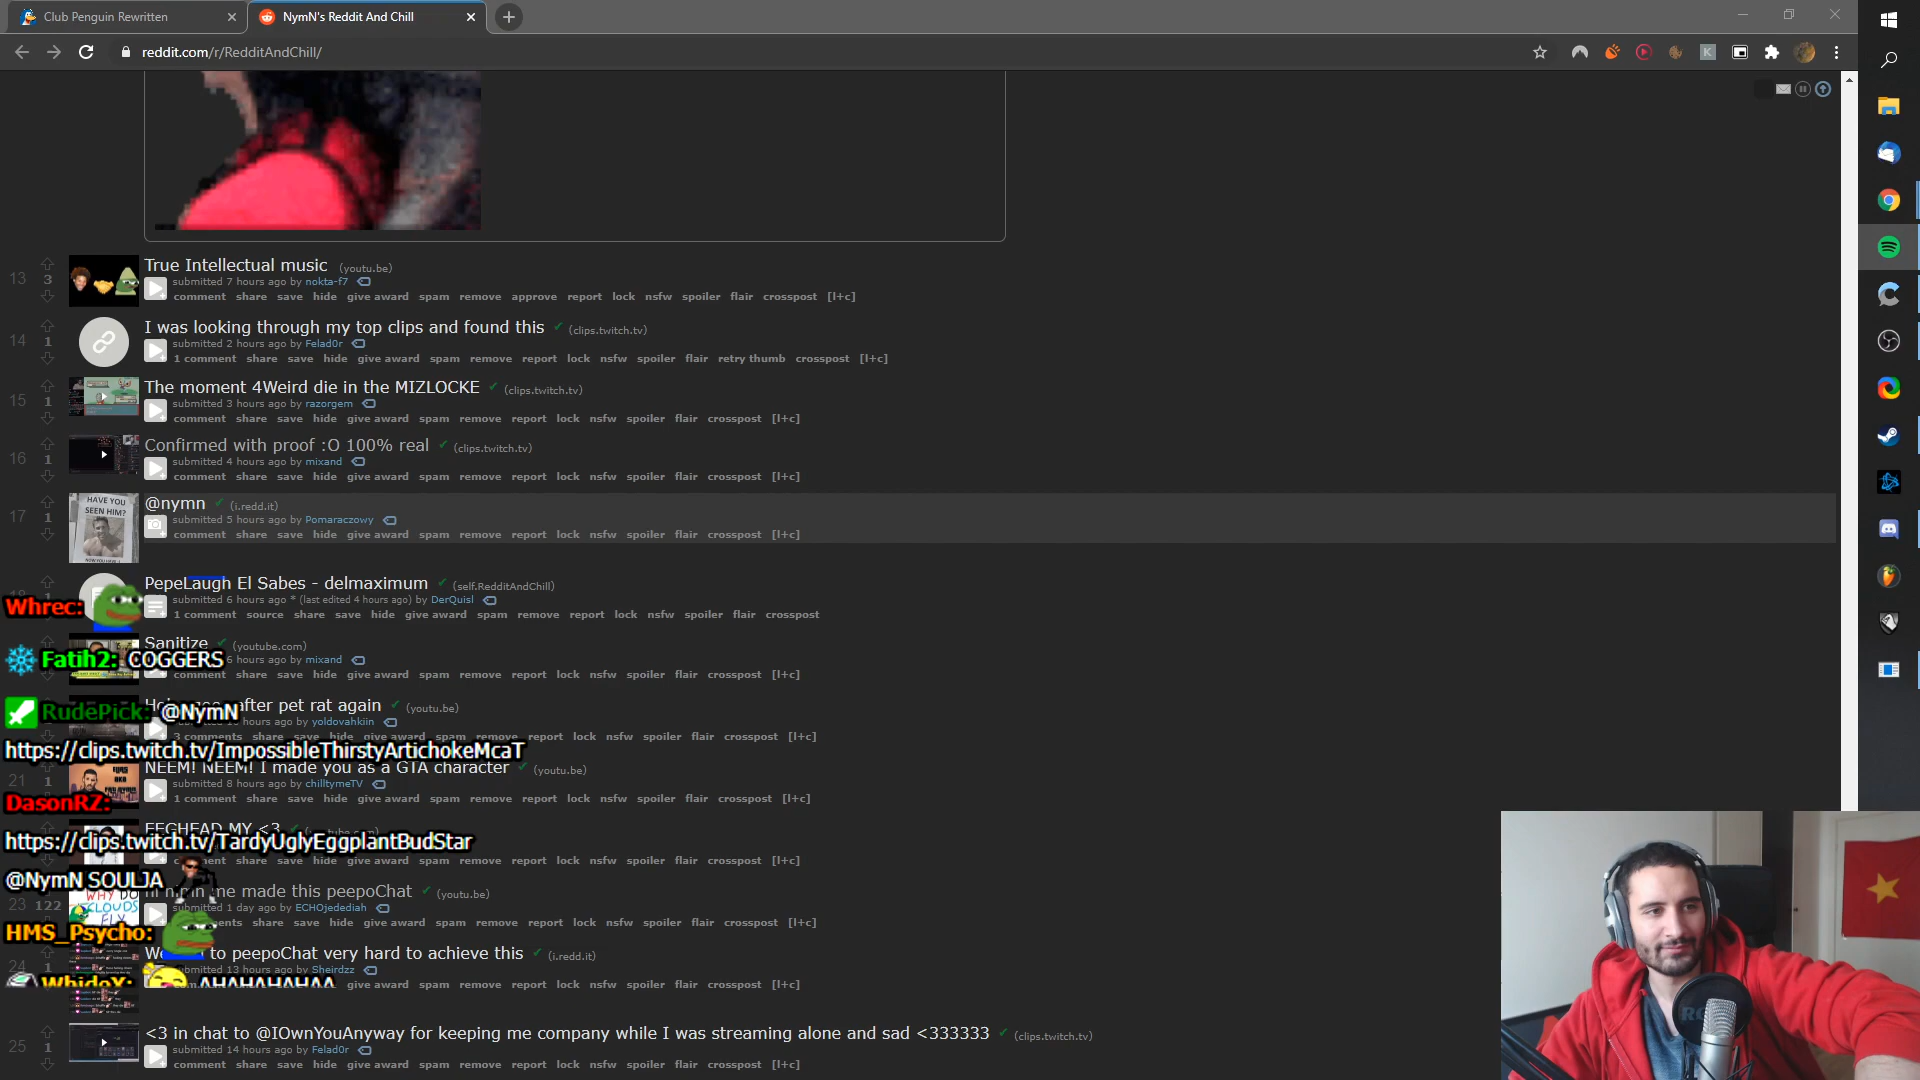 Club Penguin Rewritten
NymN's Reddit And Chill
reddit.com/r/RedditAndChill/
13
3
True Intellectual music (youtu.be)
submitted 7 hours ago by nokta-f7
comment share save hide give award spam remove approve report lock nsfw spoiler flair crosspost [l+c]
14
1
I was looking through my top clips and found this (clips.twitch.tv)
submitted 2 hours ago by Felad0r
1 comment share save hide give award spam remove report lock nsfw spoiler flair retry thumb crosspost [l+c]
15
1
The moment 4Weird die in the MIZLOCKE (clips.twitch.tv)
submitted 3 hours ago by razorgem
comment share save hide give award spam remove report lock nsfw spoiler flair crosspost [l+c]
16
1
Confirmed with proof :O 100% real (clips.twitch.tv)
submitted 4 hours ago by mixand
comment share save hide give award spam remove report lock nsfw spoiler flair crosspost [l+c]
17
1
HAVE YOU
SEEN HIM?
@nymn (i.redd.it)
submitted 5 hours ago by Pomaraczowy
comment share save hide give award spam remove report lock nsfw spoiler flair crosspost [l+c]
PepeLaugh El Sabes - delmaximum (self.RedditAndChill)
submitted 6 hours ago * (last edited 4 hours ago) by DerQuisl
1 comment source share save hide give award spam remove report lock nsfw spoiler flair crosspost
Whrec:
Sanitize (youtube.com)
6 hours ago by mixand
comment share save hide give award spam remove report lock nsfw spoiler flair crosspost [l+c]
Fatih2: COGGERS
after pet rat again (youtu.be)
hours ago by yoldovahkiin
3 comments share save hide give award spam remove report lock nsfw spoiler flair crosspost [l+c]
RudePick: @NymN
https://clips.twitch.tv/ImpossibleThirstyArtichokeMcaT
21
1
NEEM! NEEM! I made you as a GTA character (youtu.be)
submitted 8 hours ago by chilltymeTV
1 comment share save hide give award spam remove report lock nsfw spoiler flair crosspost [l+c]
DasonRZ:
EEGHEAD MY <3
https://clips.twitch.tv/TardyUglyEggplantBudStar
comment share save hide give award spam remove report lock nsfw spoiler flair crosspost [l+c]
@NymN SOULJA
23
122
WHY DO
CLOUDS
FLY
me made this peepoChat (youtu.be)
submitted 1 day ago by ECHOjedediah
share save hide give award spam remove report lock nsfw spoiler flair crosspost [l+c]
HMS_Psycho:
24
1
to peepoChat very hard to achieve this (i.redd.it)
submitted 13 hours ago by Sheirdzz
share save hide give award spam remove report lock nsfw spoiler flair crosspost [l+c]
WhideX: AHAHAHAHAA
25
1
<3 in chat to @IOwnYouAnyway for keeping me company while I was streaming alone and sad <333333 (clips.twitch.tv)
submitted 14 hours ago by Felad0r
comment share save hide give award spam remove report lock nsfw spoiler flair crosspost [l+c]